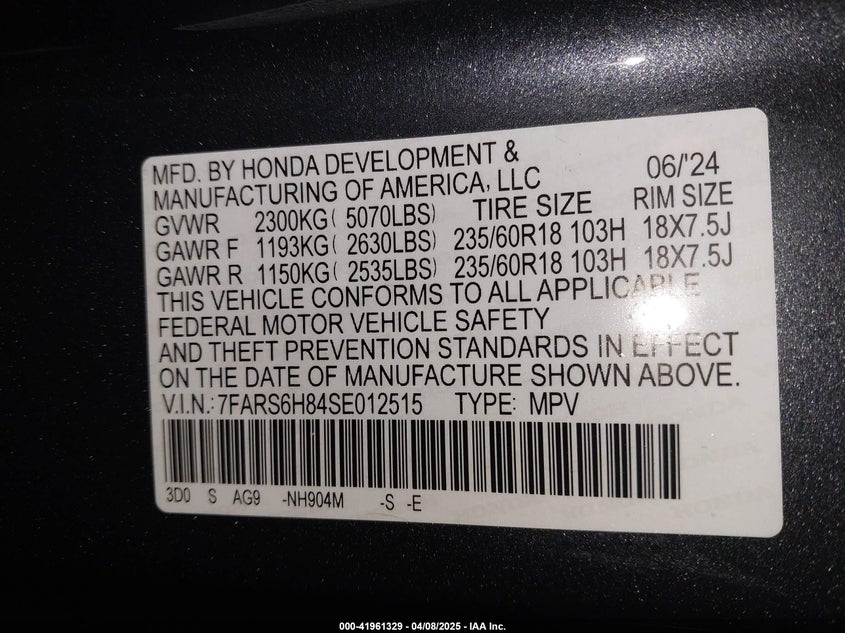 MFD. BY HONDA DEVELOPMENT &
MANUFACTURING OF AMERICA, LLC 06/'24
GVWR 2300KG( 5070LBS) TIRE SIZE RIM SIZE
GAWR F 1193KG( 2630LBS) 235/60R18 103H 18X7.5J
GAWR R 1150KG( 2535LBS) 235/60R18 103H 18X7.5J
THIS VEHICLE CONFORMS TO ALL APPLICABLE
FEDERAL MOTOR VEHICLE SAFETY
AND THEFT PREVENTION STANDARDS IN EFFECT
ON THE DATE OF MANUFACTURE SHOWN ABOVE.
V.I.N.: 7FARS6H84SE012515 TYPE: MPV
3D0 S AG9 -NH904M -S -E
000-41961329 - 04/08/2025 - IAA Inc.